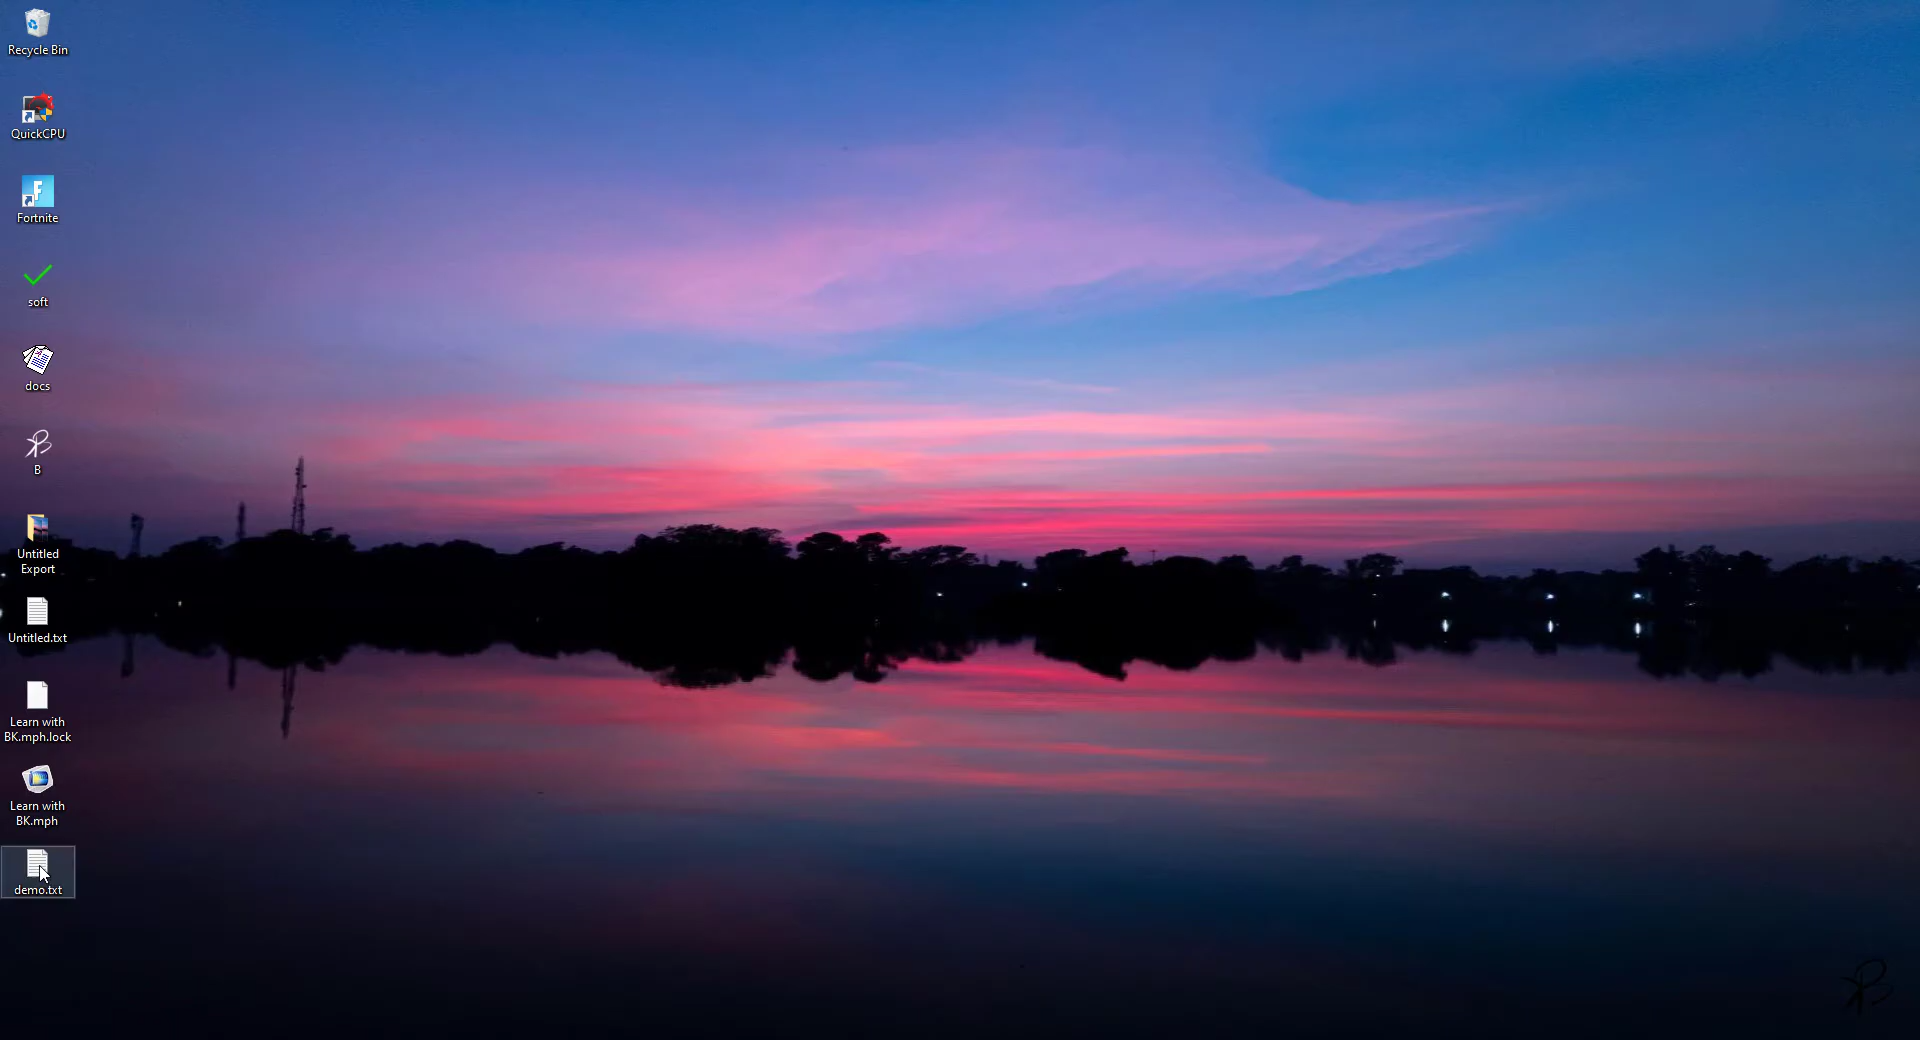 Recycle Bin
QuickCPU
Fortnite
soft
docs
B
Untitled
Export
Untitled.txt
Learn with
BK.mph.lock
Learn with
BK.mph
demo.txt